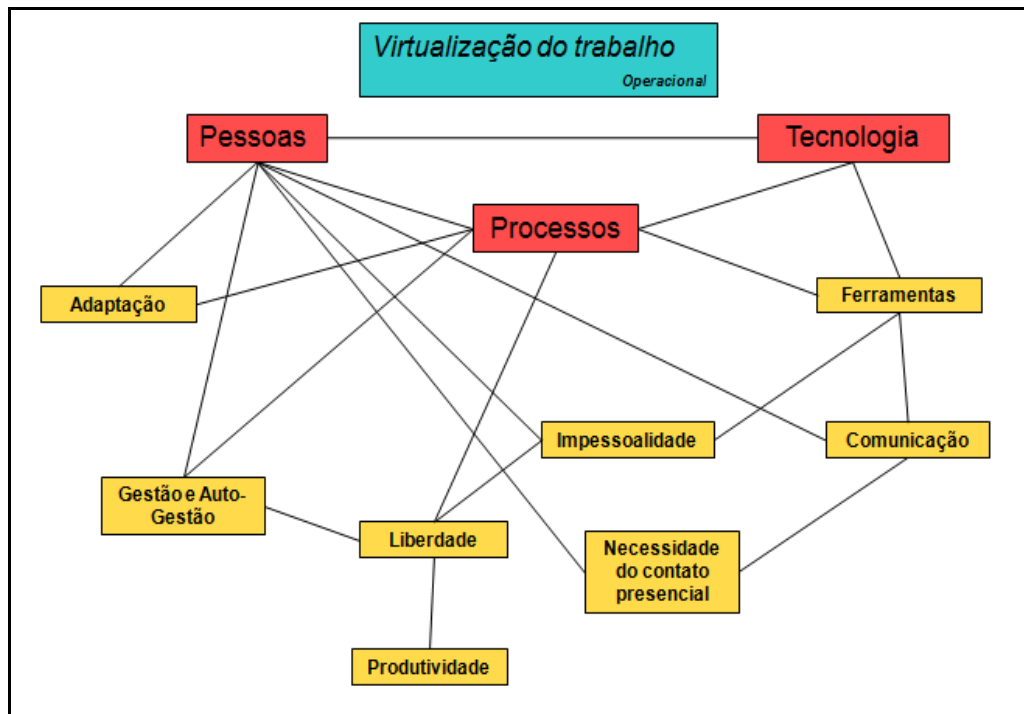 Virtualização do trabalho
Operacional
Pessoas
Tecnologia
Processos
Adaptação
Ferramentas
Impessoalidade
Comunicação
Gestão e Auto-
Gestão
Liberdade
Necessidade
do contato
presencial
Produtividade